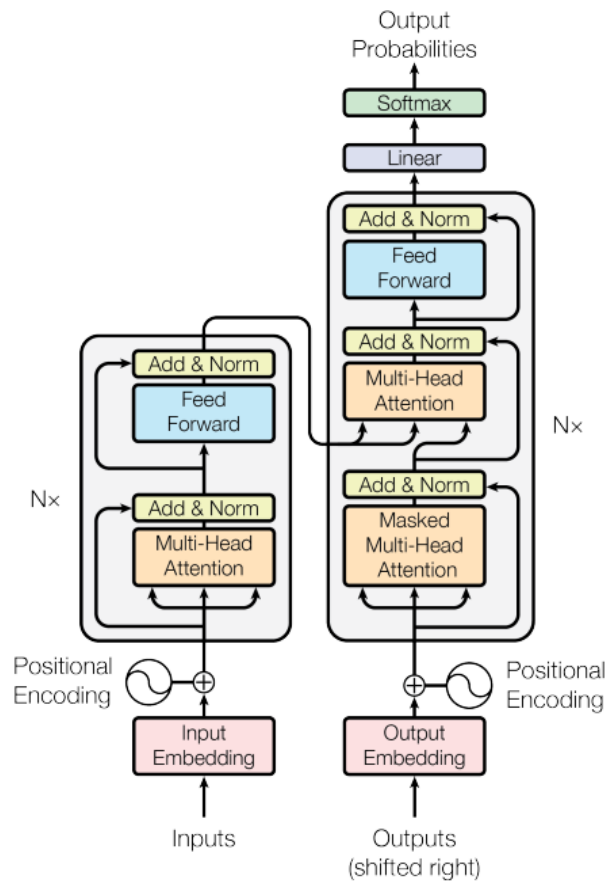 Output
Probabilities
Softmax
Linear
Add & Norm
Feed
Forward
Add & Norm
Multi-Head
Attention
Add & Norm
Masked
Multi-Head
Attention
N×
Add & Norm
Feed
Forward
Add & Norm
Multi-Head
Attention
N×
Positional
Encoding
Positional
Encoding
Input
Embedding
Output
Embedding
Inputs
Outputs
(shifted right)